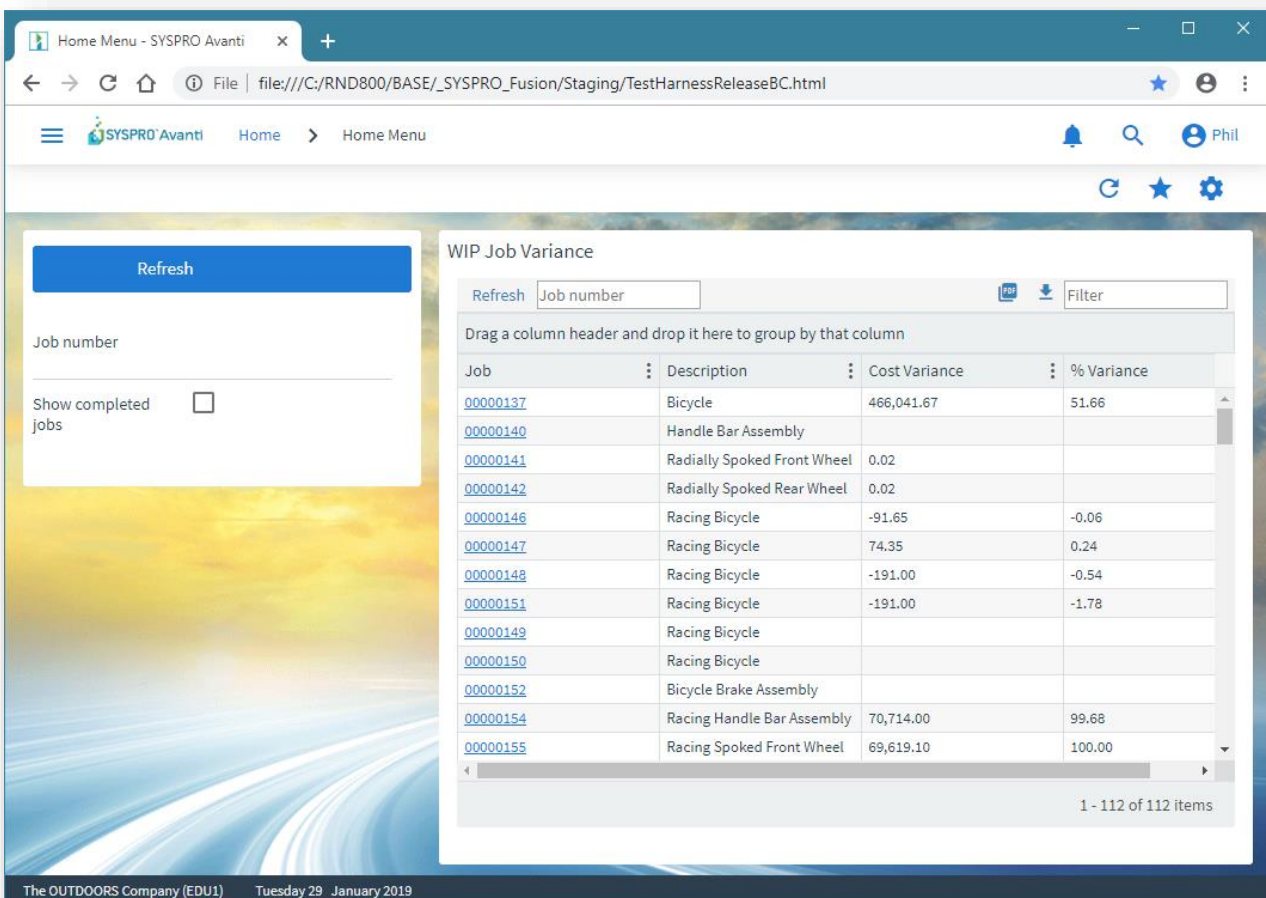 Home Menu - SYSPRO Avanti
File | file:///C:/RND800/BASE/_SYSPRO_Fusion/Staging/TestHarnessReleaseBC.html
SYSPRO Avanti Home > Home Menu Phil
Refresh
Job number
Show completed
jobs
WIP Job Variance
Refresh Job number PDF Filter
Drag a column header and drop it here to group by that column
Job Description Cost Variance % Variance
00000137 Bicycle 466,041.67 51.66
00000140 Handle Bar Assembly
00000141 Radially Spoked Front Wheel 0.02
00000142 Radially Spoked Rear Wheel 0.02
00000146 Racing Bicycle -91.65 -0.06
00000147 Racing Bicycle 74.35 0.24
00000148 Racing Bicycle -191.00 -0.54
00000151 Racing Bicycle -191.00 -1.78
00000149 Racing Bicycle
00000150 Racing Bicycle
00000152 Bicycle Brake Assembly
00000154 Racing Handle Bar Assembly 70,714.00 99.68
00000155 Racing Spoked Front Wheel 69,619.10 100.00
1 - 112 of 112 items
The OUTDOORS Company (EDU1) Tuesday 29 January 2019